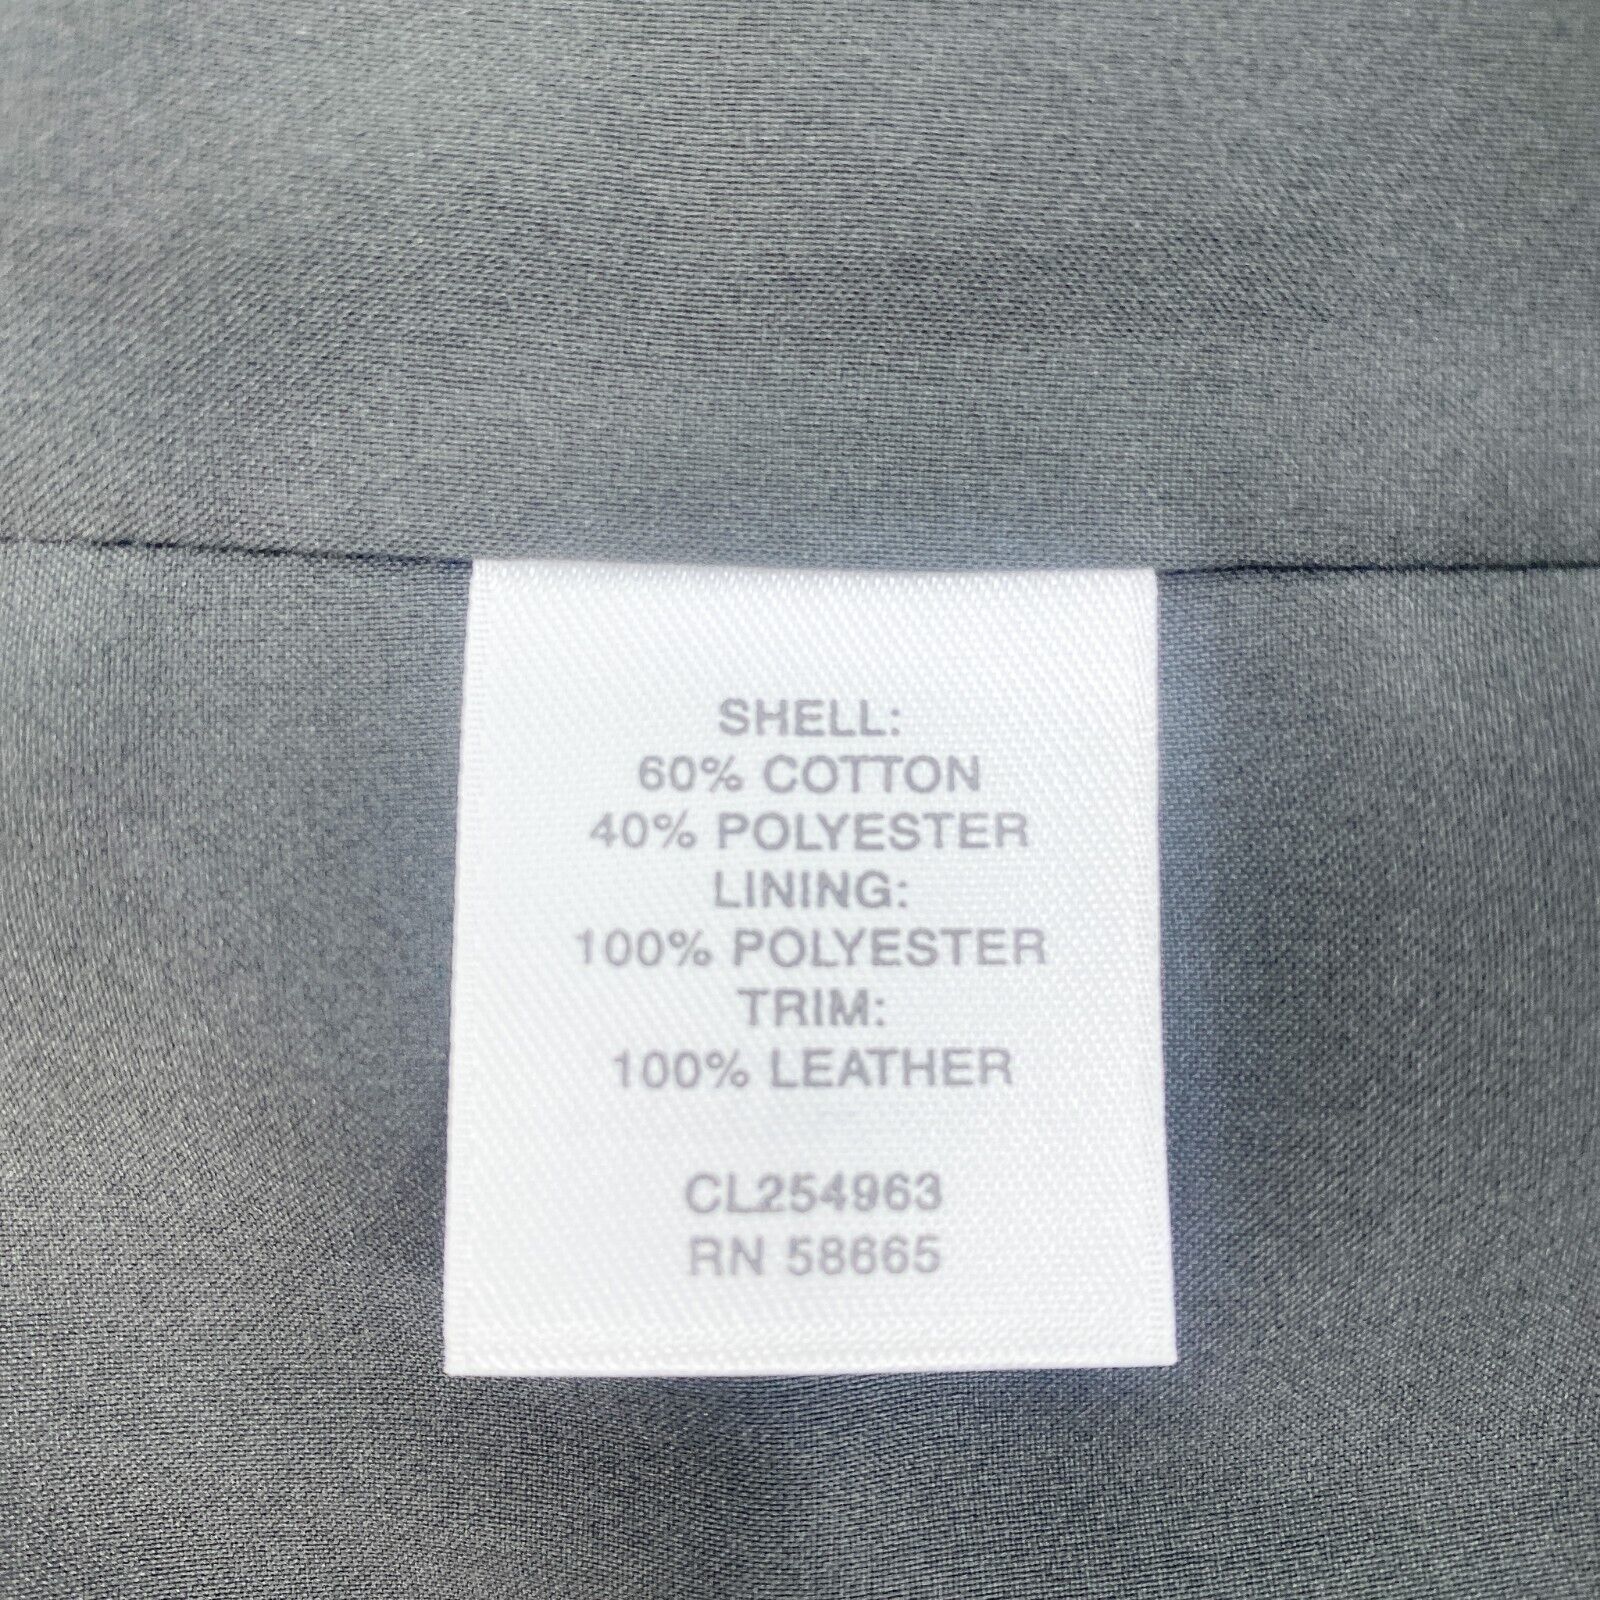 SHELL:
60% COTTON
40% POLYESTER
LINING:
100% POLYESTER
TRIM:
100% LEATHER
CL254963
RN 58665